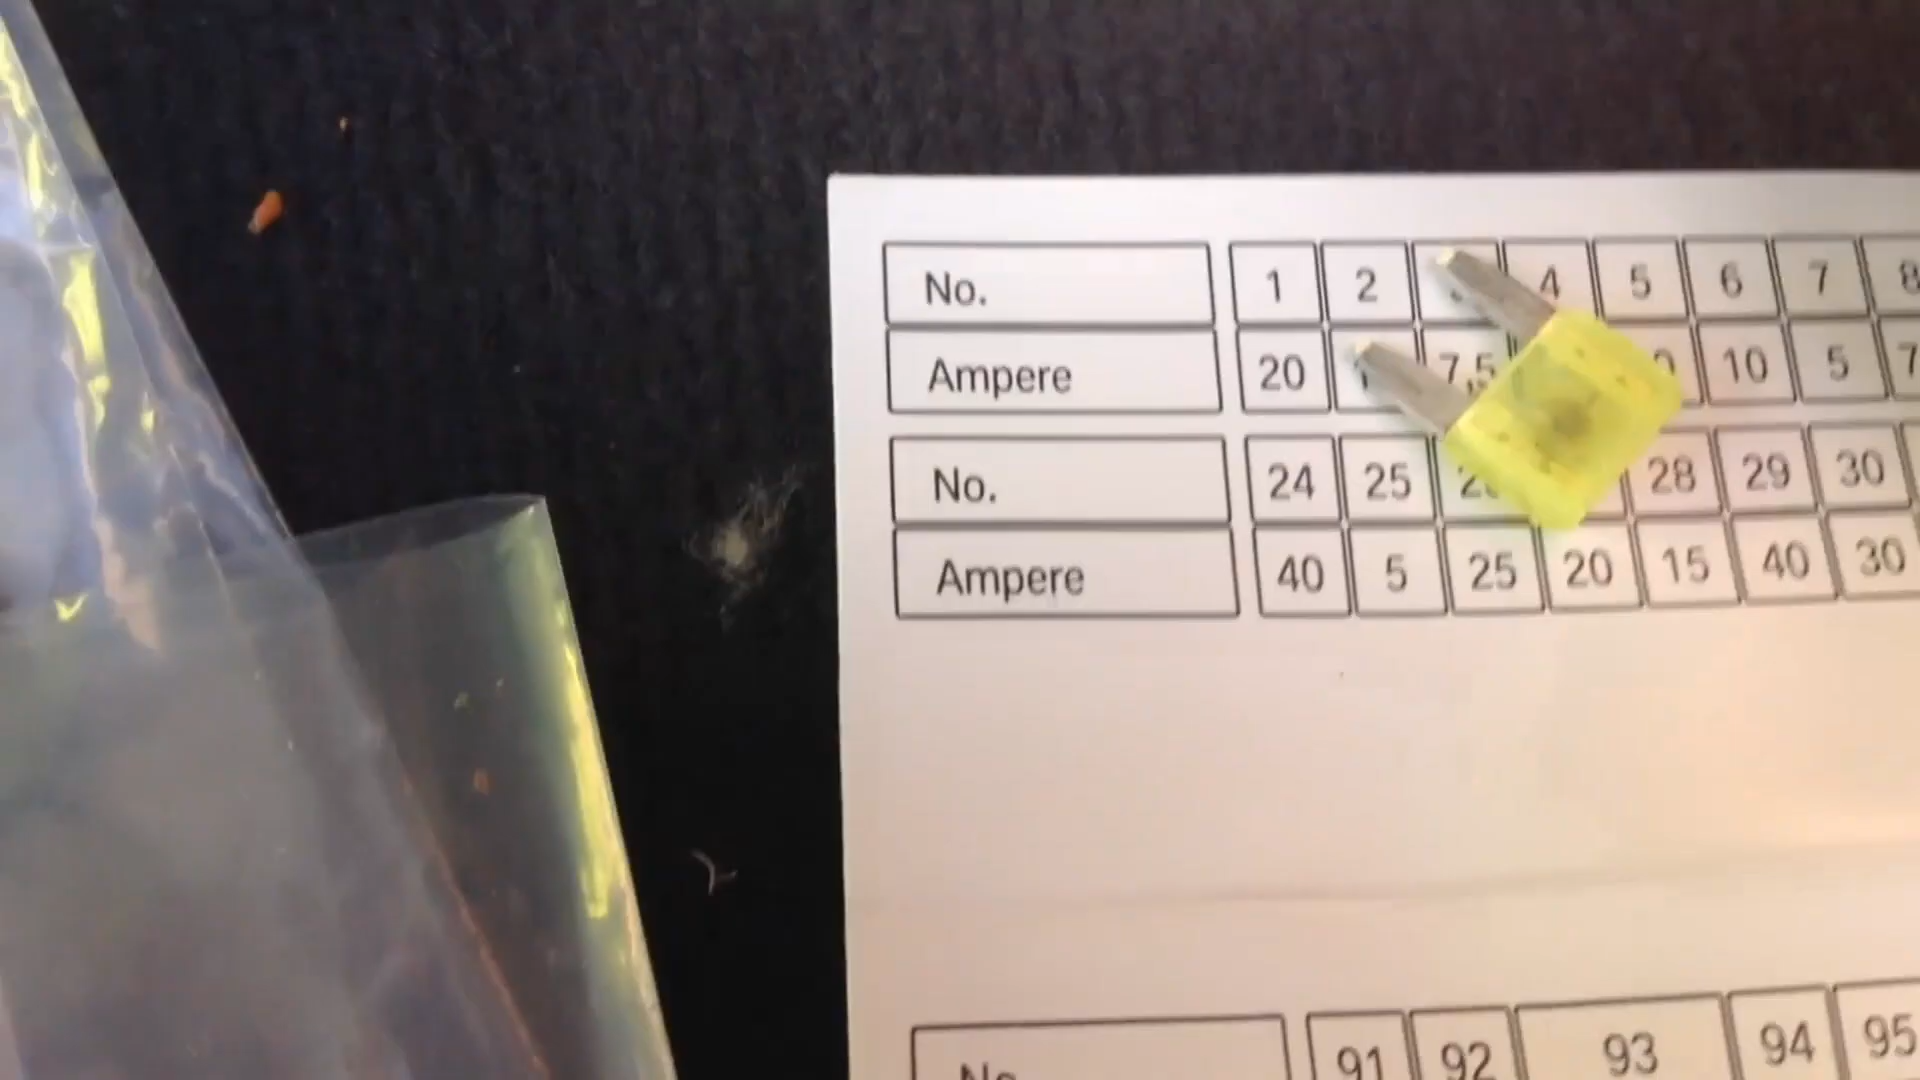 No. 1 2 4 5 6 7 8
Ampere 20 7,5 10 5
No. 24 25 28 29 30
Ampere 40 5 25 20 15 40 30
No. 91 92 93 94 95